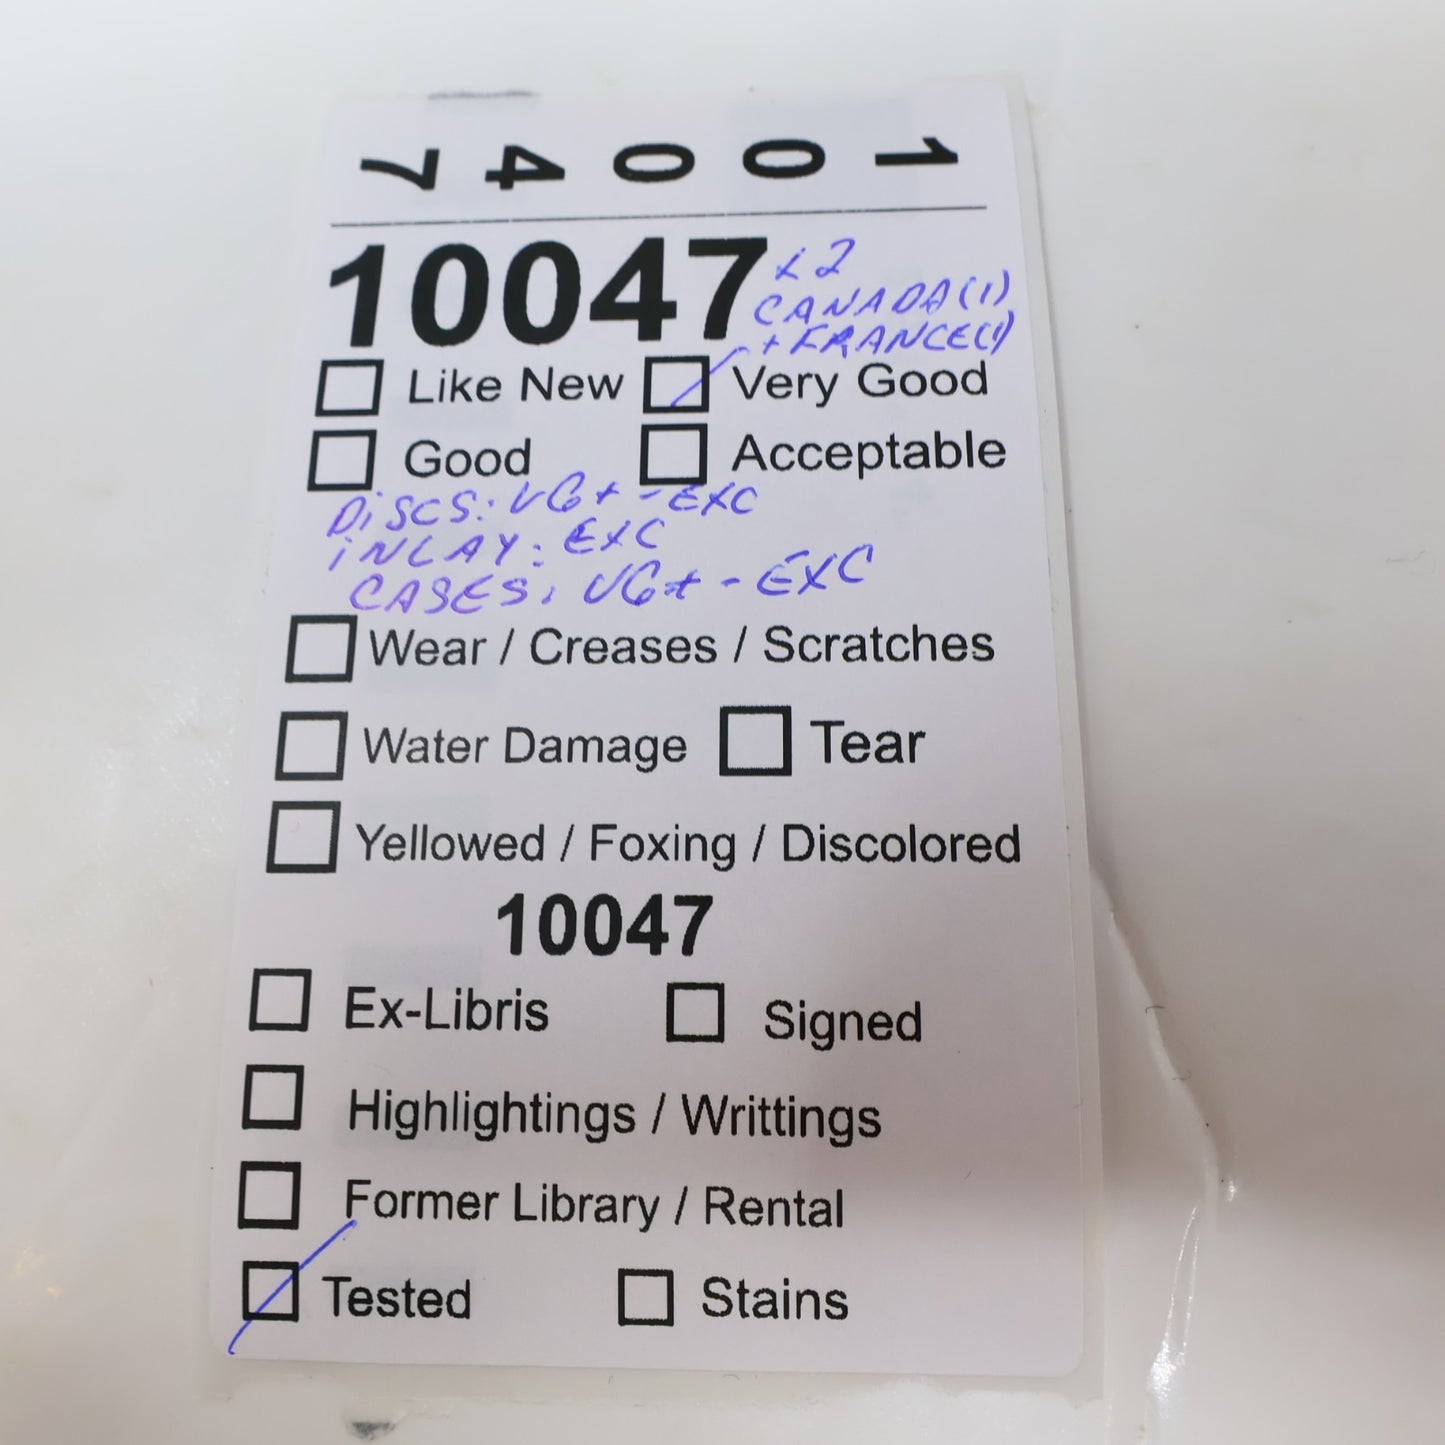 10047
10047 x2
CANADA(1)
+ FRANCE(1)
Like New Very Good
Good Acceptable
DiSCS: VG+ - EXC
iNLAY: EXC
CASES: VG+ - EXC
Wear / Creases / Scratches
Water Damage Tear
Yellowed / Foxing / Discolored
10047
Ex-Libris Signed
Highlightings / Writtings
Former Library / Rental
Tested Stains